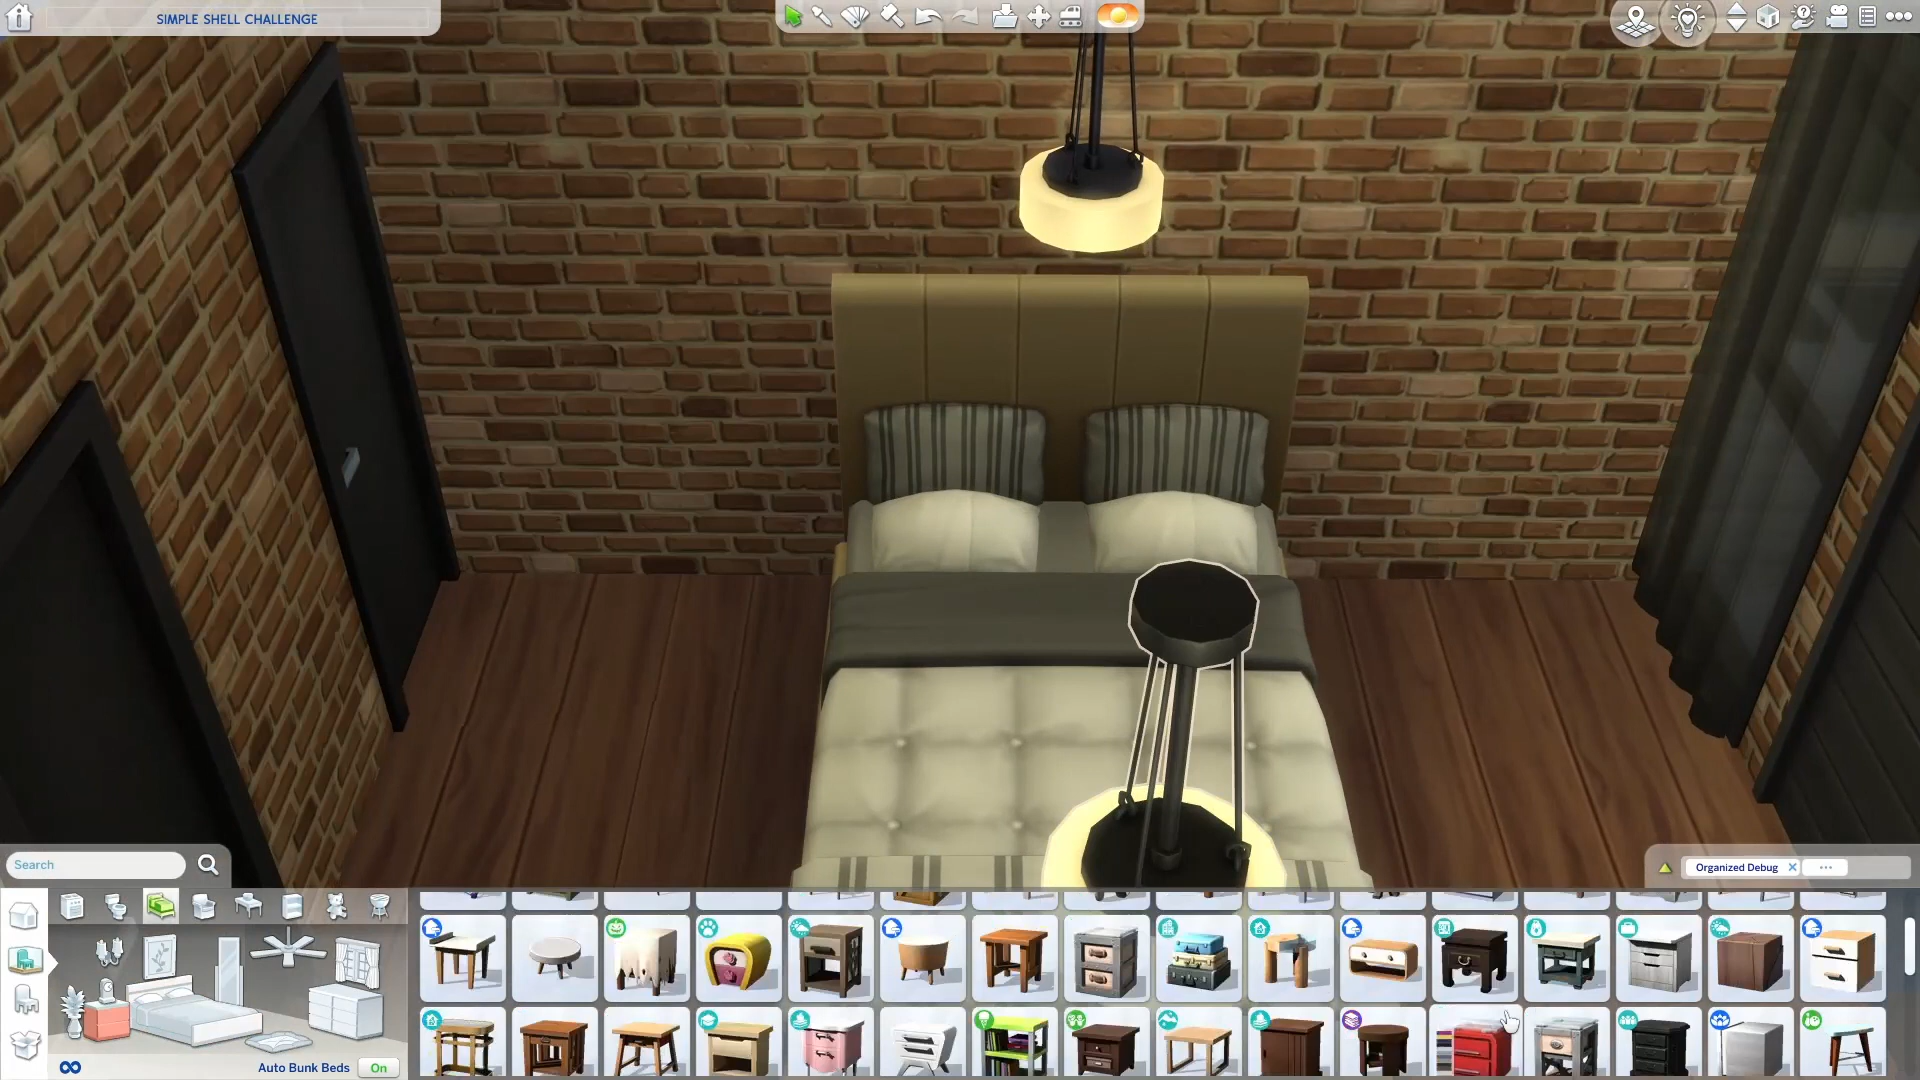 SIMPLE SHELL CHALLENGE
Search
Organized Debug
Auto Bunk Beds
On